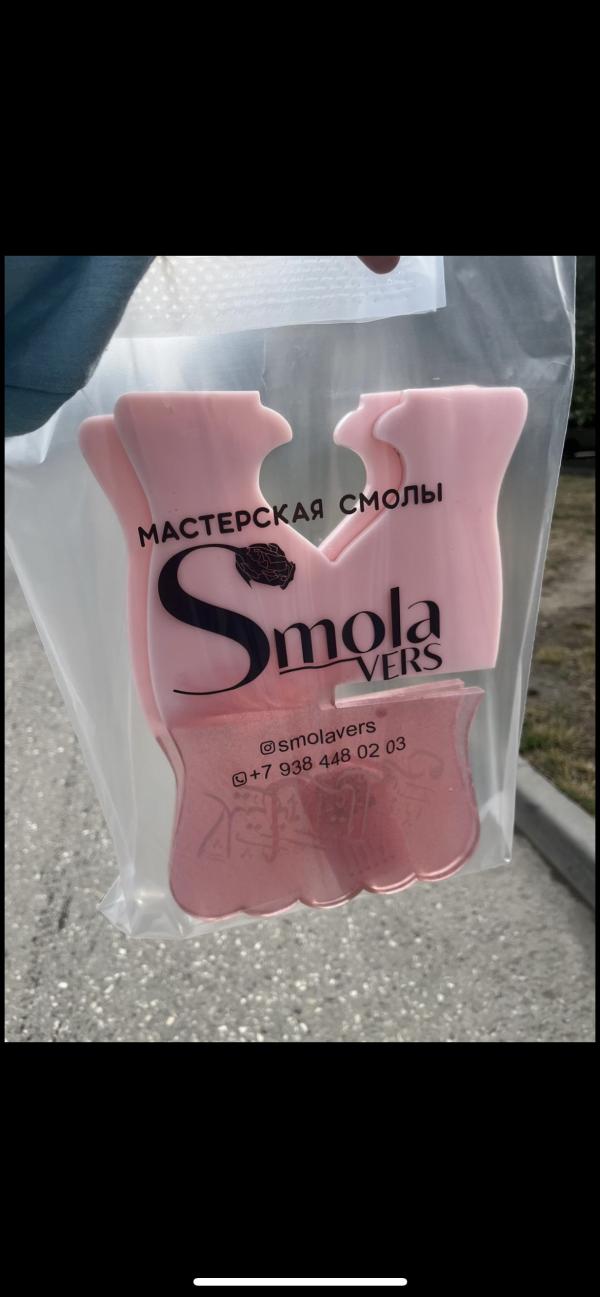 МАСТЕРСКАЯ СМОЛЫ
Smola
VERS
smolavers
+7 938 448 02 03